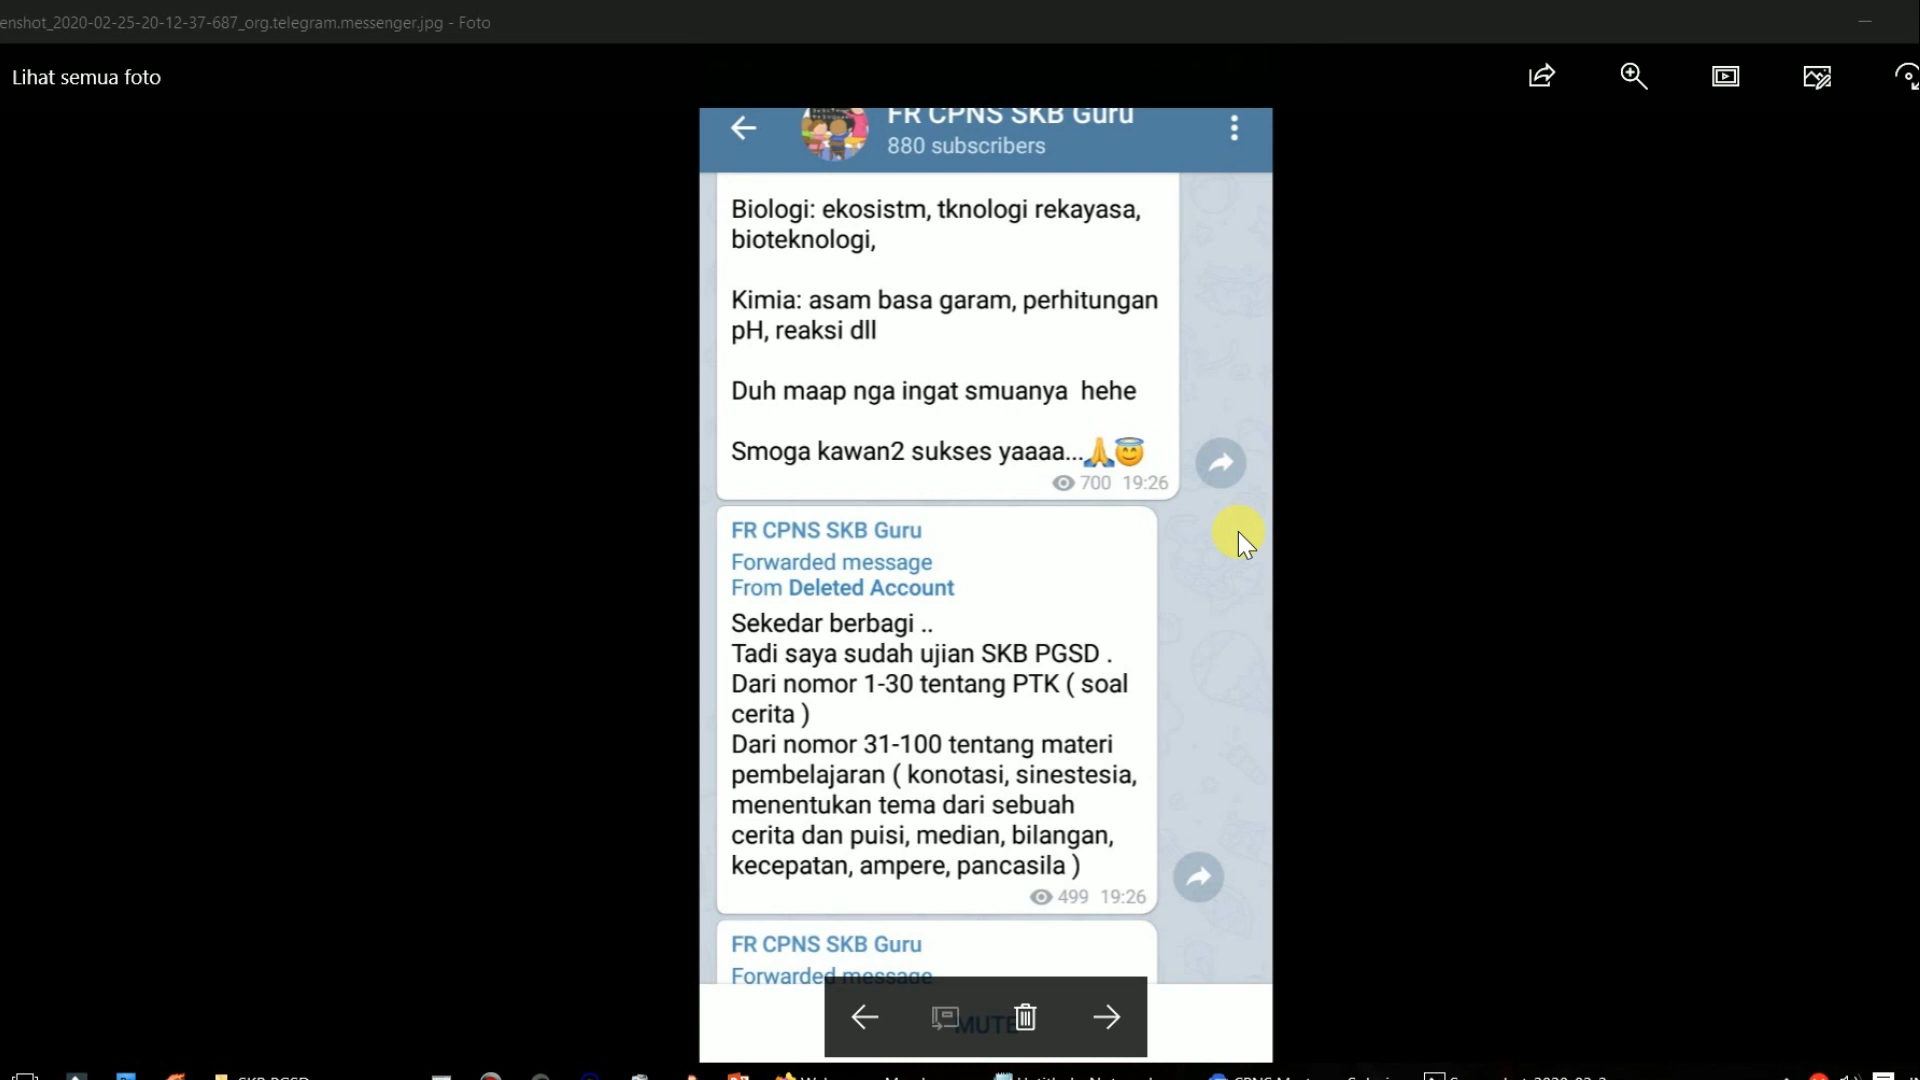 enshot_2020-02-25-20-12-37-687_org.telegram.messenger.jpg - Foto
Lihat semua foto
FR CPNS SKB Guru
880 subscribers
Biologi: ekosistm, tknologi rekayasa,
bioteknologi,
Kimia: asam basa garam, perhitungan
pH, reaksi dll
Duh maap nga ingat smuanya hehe
Smoga kawan2 sukses yaaaa...🙏😇
700 19:26
FR CPNS SKB Guru
Forwarded message
From Deleted Account
Sekedar berbagi ..
Tadi saya sudah ujian SKB PGSD .
Dari nomor 1-30 tentang PTK ( soal
cerita )
Dari nomor 31-100 tentang materi
pembelajaran ( konotasi, sinestesia,
menentukan tema dari sebuah
cerita dan puisi, median, bilangan,
kecepatan, ampere, pancasila )
499 19:26
FR CPNS SKB Guru
Forwarded message
MUTE
SKB PGSD